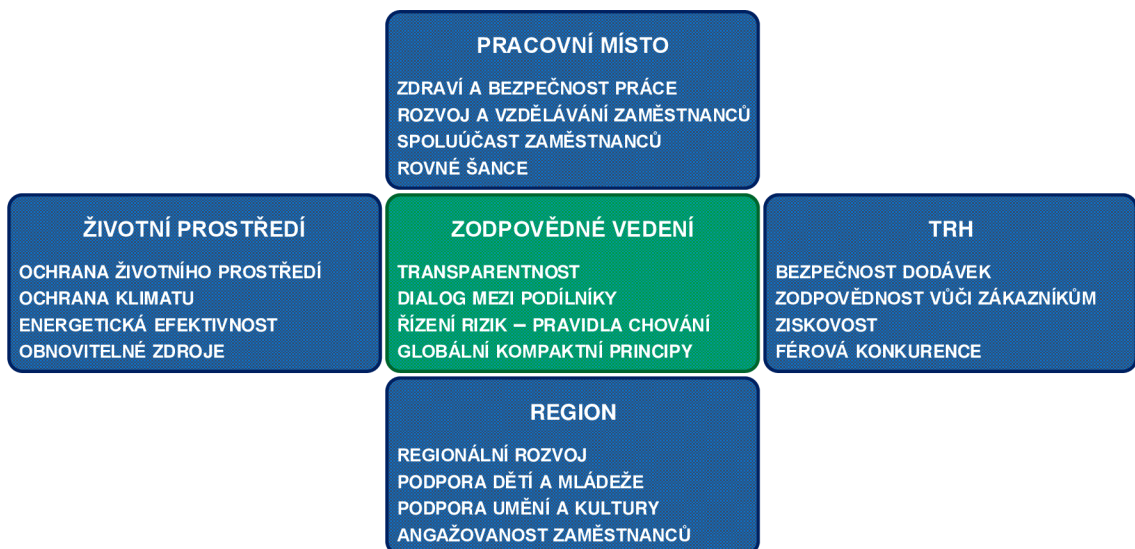 PRACOVNÍ MÍSTO
ZDRAVÍ A BEZPEČNOST PRÁCE
ROZVOJ A VZDĚLÁVÁNÍ ZAMĚSTNANCŮ
SPOLUÚČAST ZAMĚSTNANCŮ
ROVNÉ ŠANCE
ŽIVOTNÍ PROSTŘEDÍ
OCHRANA ŽIVOTNÍHO PROSTŘEDÍ
OCHRANA KLIMATU
ENERGETICKÁ EFEKTIVNOST
OBNOVITELNÉ ZDROJE
ZODPOVĚDNÉ VEDENÍ
TRANSPARENTNOST
DIALOG MEZI PODÍLNÍKY
ŘÍZENÍ RIZIK – PRAVIDLA CHOVÁNÍ
GLOBÁLNÍ KOMPAKTNÍ PRINCIPY
TRH
BEZPEČNOST DODÁVEK
ZODPOVĚDNOST VŮČI ZÁKAZNÍKŮM
ZISKOVOST
FÉROVÁ KONKURENCE
REGION
REGIONÁLNÍ ROZVOJ
PODPORA DĚTÍ A MLÁDEŽE
PODPORA UMĚNÍ A KULTURY
ANGAŽOVANOST ZAMĚSTNANCŮ